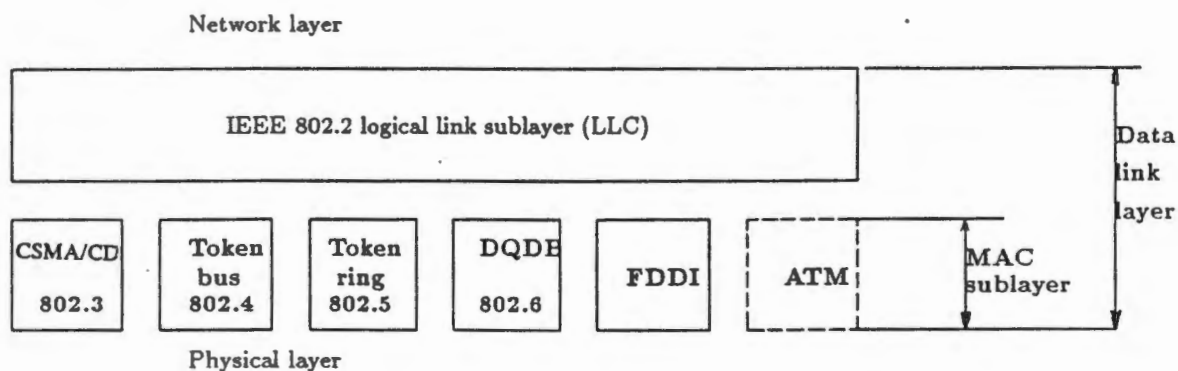 Network layer
IEEE 802.2 logical link sublayer (LLC)
Data
link
layer
CSMA/CD
802.3
Token
bus
802.4
Token
ring
802.5
DQDB
802.6
FDDI
ATM
MAC
sublayer
Physical layer